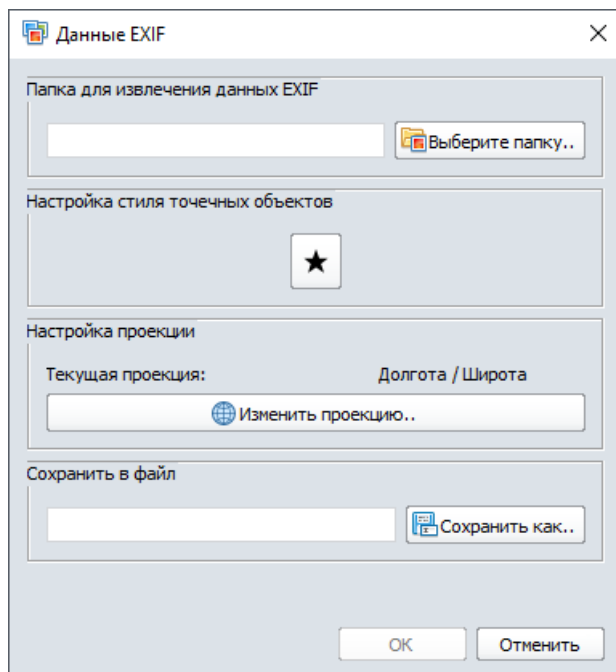 Данные EXIF
Папка для извлечения данных EXIF
Выберите папку..
Настройка стиля точечных объектов
Настройка проекции
Текущая проекция: Долгота / Широта
Изменить проекцию..
Сохранить в файл
Сохранить как..
ОК Отменить